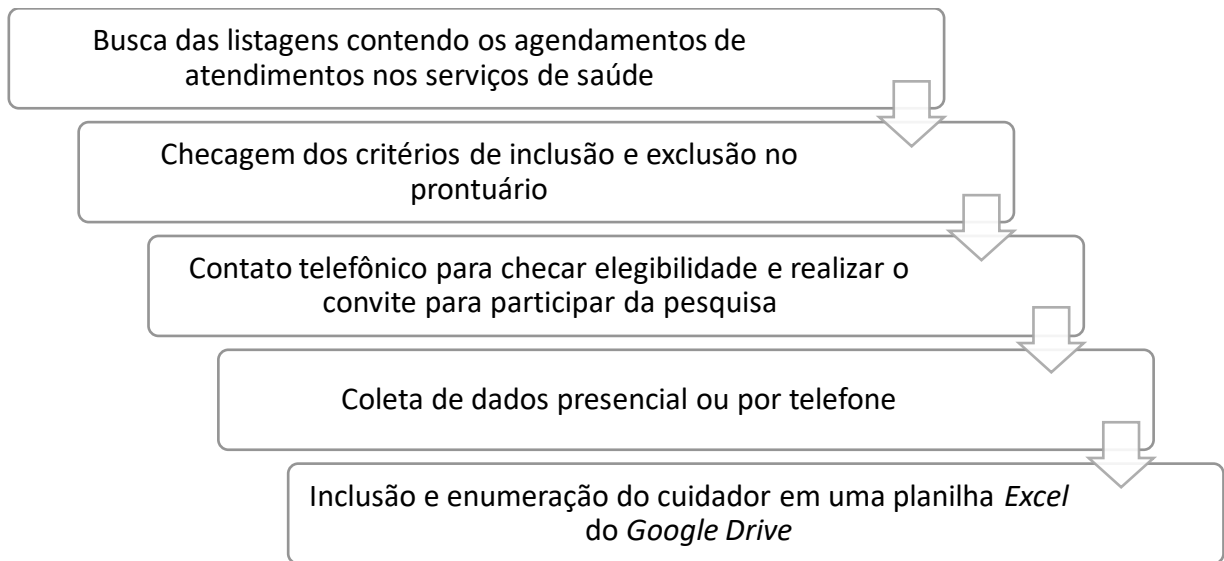 Busca das listagens contendo os agendamentos de
atendimentos nos serviços de saúde
Checagem dos critérios de inclusão e exclusão no
prontuário
Contato telefônico para checar elegibilidade e realizar o
convite para participar da pesquisa
Coleta de dados presencial ou por telefone
Inclusão e enumeração do cuidador em uma planilha Excel
do Google Drive